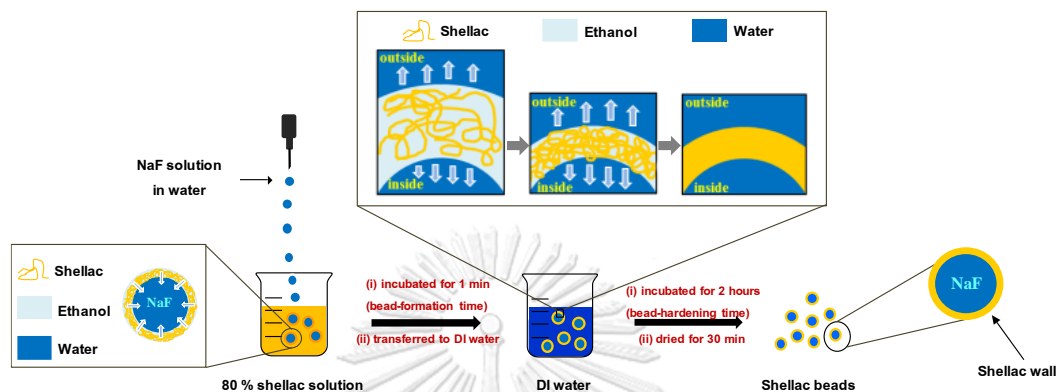 Shellac
Ethanol
Water
outside
inside
outside
inside
outside
inside
NaF solution
in water
Shellac
Ethanol
Water
NaF
(i) incubated for 1 min
(bead-formation time)
(ii) transferred to DI water
(i) incubated for 2 hours
(bead-hardening time)
(ii) dried for 30 min
NaF
Shellac wall
80 % shellac solution
DI water
Shellac beads